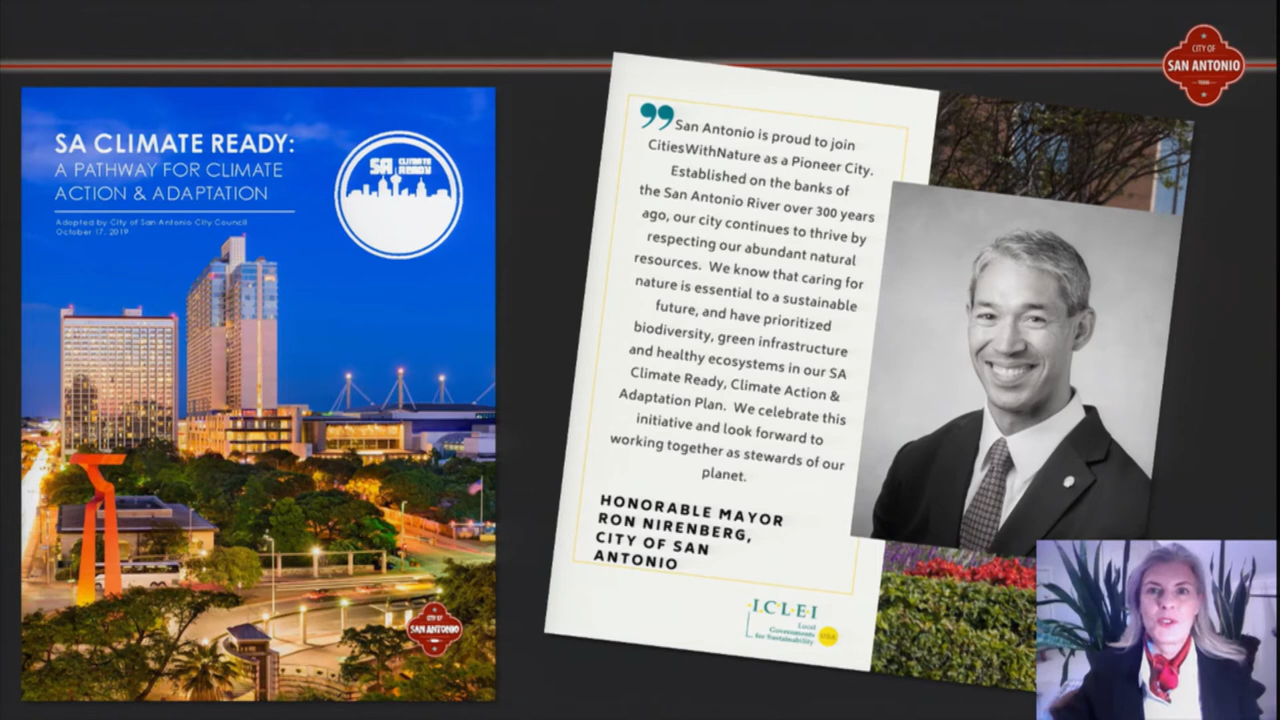 CITY OF
SAN ANTONIO
TEXAS
SA CLIMATE READY:
A PATHWAY FOR CLIMATE
ACTION & ADAPTATION
Adopted by City of San Antonio City Council
October 17, 2019
SA CLIMATE
READY
San Antonio is proud to join
CitiesWithNature as a Pioneer City.
Established on the banks of
the San Antonio River over 300 years
ago, our city continues to thrive by
respecting our abundant natural
resources. We know that caring for
nature is essential to a sustainable
future, and have prioritized
biodiversity, green infrastructure
and healthy ecosystems in our SA
Climate Ready, Climate Action &
Adaptation Plan. We celebrate this
initiative and look forward to
working together as stewards of our
planet.
HONORABLE MAYOR
RON NIRENBERG,
CITY OF SAN
ANTONIO
I.C.L.E.I
Local
Governments
for Sustainability
USA
CITY OF
SAN ANTONIO